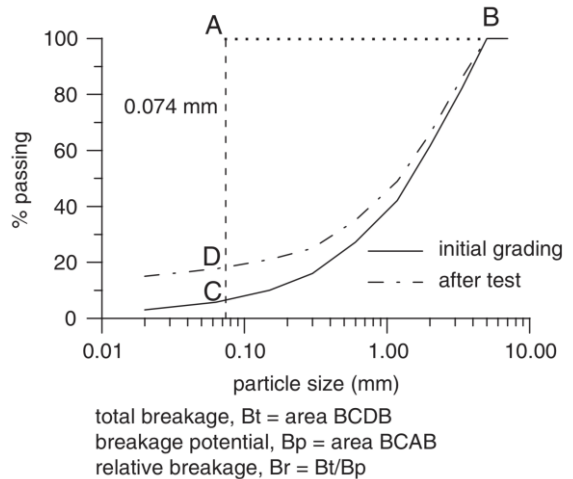 A
B
100
80
60
40
20
0
% passing
0.074 mm
D
C
initial grading
after test
0.01
0.10
1.00
10.00
particle size (mm)
total breakage, Bt = area BCDB
breakage potential, Bp = area BCAB
relative breakage, Br = Bt/Bp